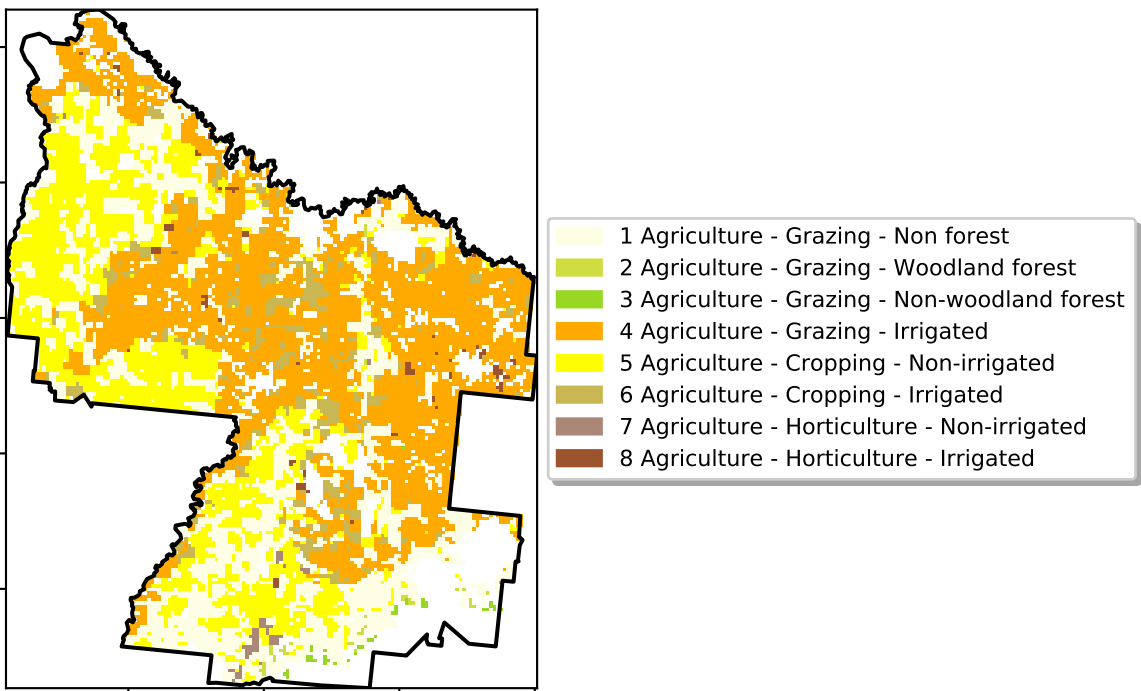 1 Agriculture - Grazing - Non forest
2 Agriculture - Grazing - Woodland forest
3 Agriculture - Grazing - Non-woodland forest
4 Agriculture - Grazing - Irrigated
5 Agriculture - Cropping - Non-irrigated
6 Agriculture - Cropping - Irrigated
7 Agriculture - Horticulture - Non-irrigated
8 Agriculture - Horticulture - Irrigated